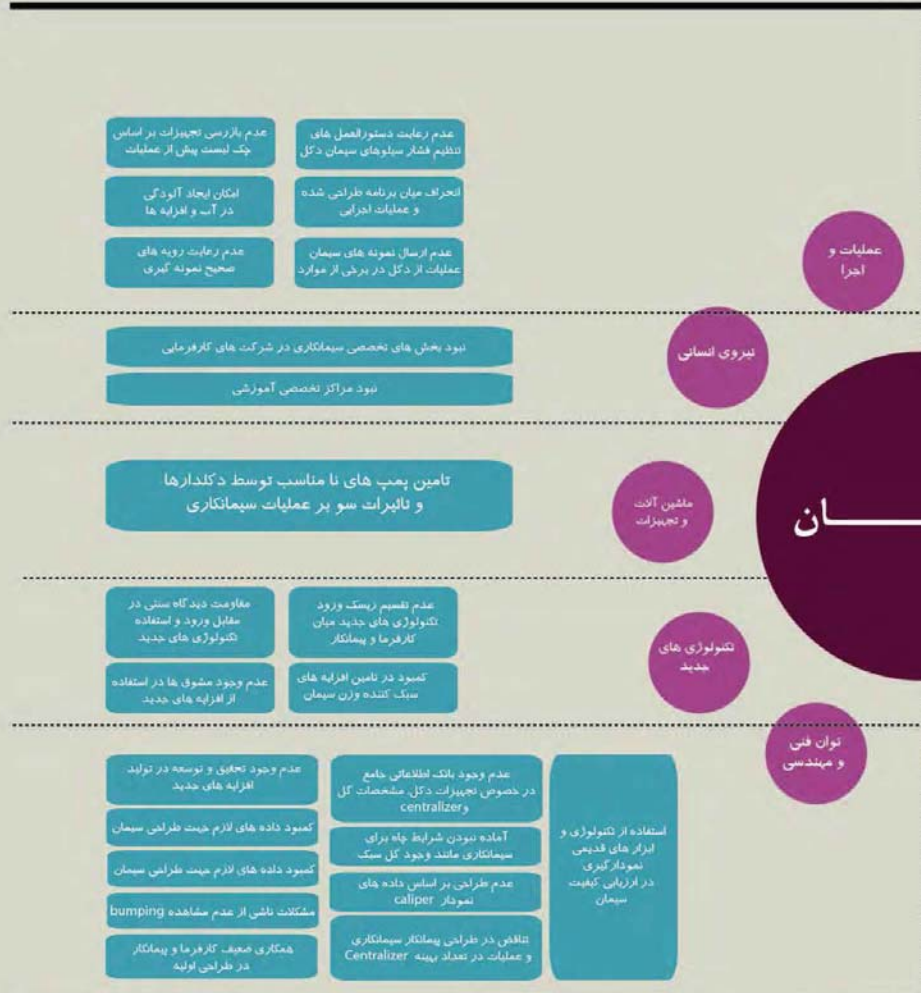 عملیات و
اجرا
عدم رعایت دستورالعمل های
تنظیم فشار سیلوهای سیمان دکل
عدم بازرسی تجهیزات بر اساس
چک لیست پیش از عملیات
انحراف میان برنامه طراحی شده
و عملیات اجرایی
امکان ایجاد آلودگی
در آب و افزایه ها
عدم ارسال نمونه های سیمان
عملیات از دکل در برخی از موارد
عدم رعایت رویه های
صحیح نمونه گیری
نیروی انسانی
نبود بخش های تخصصی سیمانکاری در شرکت های کارفرمایی
نبود مراکز تخصصی آموزشی
ـــان
ماشین آلات
و تجهیزات
تامین پمپ های نا مناسب توسط دکلدارها
و تاثیرات سو بر عملیات سیمانکاری
تکنولوژی های
جدید
عدم تقسیم ریسک ورود
تکنولوژی های جدید میان
کارفرما و پیمانکار
مقاومت دیدگاه سنتی در
مقابل ورود و استفاده
تکنولوژی های جدید
کمبود در تامین افزایه های
سبک کننده وزن سیمان
عدم وجود مشوق ها در استفاده
از افزایه های جدید
توان فنی
و مهندسی
استفاده از تکنولوژی و
ابزار های قدیمی
نمودارگیری
در ارزیابی کیفیت
سیمان
عدم وجود بانک اطلاعاتی جامع
در خصوص تجهیزات دکل، مشخصات گل
وcentralizer
آماده نبودن شرایط چاه برای
سیمانکاری مانند وجود گل سبک
عدم طراحی بر اساس داده های
نمودار caliper
تناقض در طراحی پیمانکار سیمانکاری
و عملیات در تعداد بهینه Centralizer
عدم وجود تحقیق و توسعه در تولید
افزایه های جدید
کمبود داده های لازم جهت طراحی سیمان
کمبود داده های لازم جهت طراحی سیمان
مشکلات ناشی از عدم مشاهده bumping
همکاری ضعیف کارفرما و پیمانکار
در طراحی اولیه